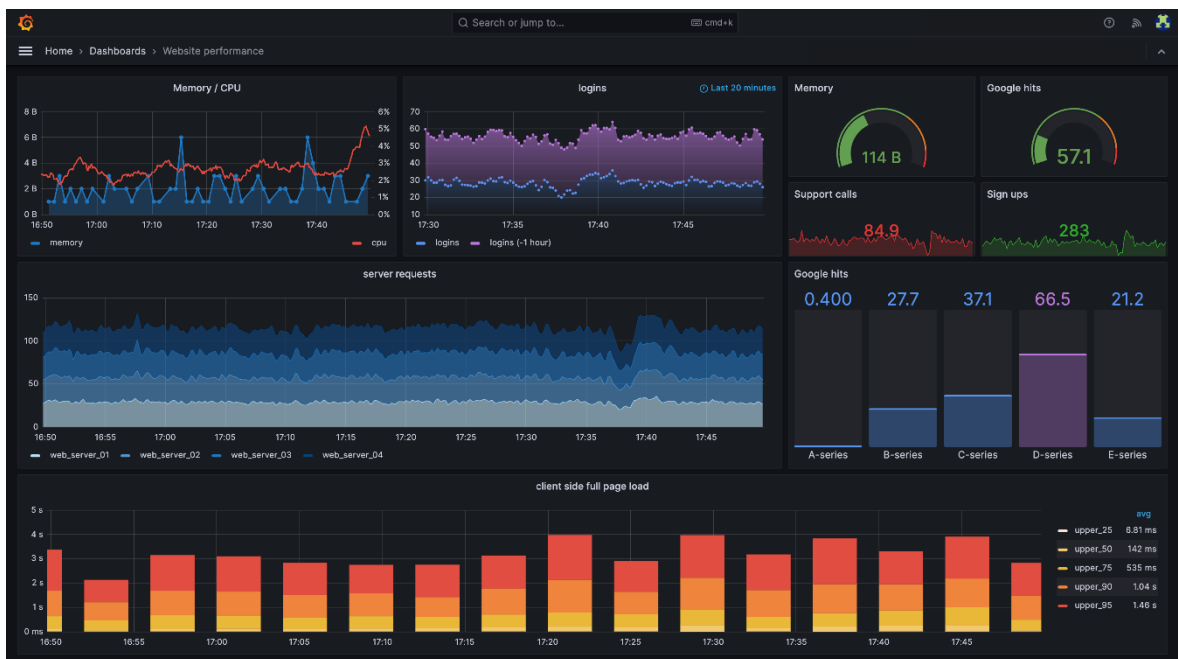 Search or jump to... cmd+k
Home › Dashboards › Website performance
Memory / CPU
8 B
6 B
4 B
2 B
0 B
6%
5%
4%
3%
2%
1%
0%
16:50 17:00 17:10 17:20 17:30 17:40
memory cpu
logins Last 20 minutes
70
60
50
40
30
20
10
17:30 17:35 17:40 17:45
logins logins (-1 hour)
Memory
114 B
Google hits
57.1
Support calls
84.9
Sign ups
283
server requests
150
100
50
0
16:50 16:55 17:00 17:05 17:10 17:15 17:20 17:25 17:30 17:35 17:40 17:45
web_server_01 web_server_02 web_server_03 web_server_04
Google hits
0.400 27.7 37.1 66.5 21.2
A-series B-series C-series D-series E-series
client side full page load
5 s
4 s
3 s
2 s
1 s
0 ms
16:50 16:55 17:00 17:05 17:10 17:15 17:20 17:25 17:30 17:35 17:40 17:45
avg
upper_25 6.81 ms
upper_50 142 ms
upper_75 535 ms
upper_90 1.04 s
upper_95 1.46 s